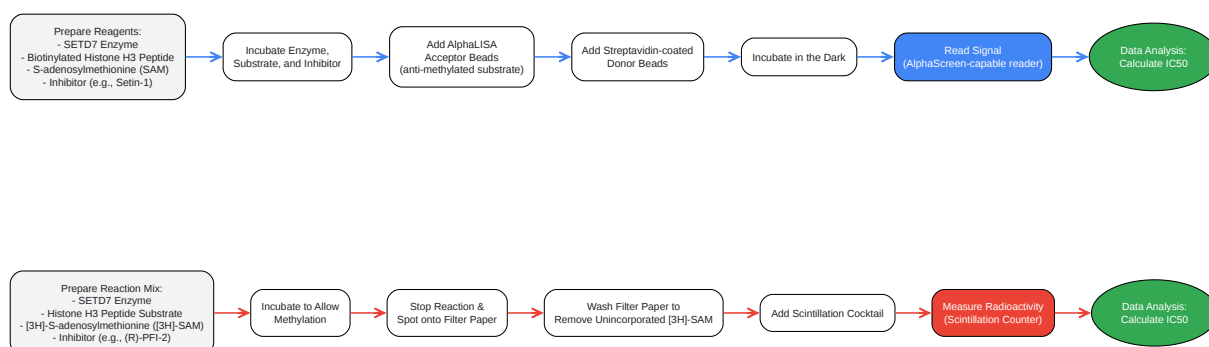 Prepare Reagents:
- SETD7 Enzyme
- Biotinylated Histone H3 Peptide
- S-adenosylmethionine (SAM)
- Inhibitor (e.g., Setin-1)
Incubate Enzyme,
Substrate, and Inhibitor
Add AlphaLISA
Acceptor Beads
(anti-methylated substrate)
Add Streptavidin-coated
Donor Beads
Incubate in the Dark
Read Signal
(AlphaScreen-capable reader)
Data Analysis:
Calculate IC50
Prepare Reaction Mix:
- SETD7 Enzyme
- Histone H3 Peptide Substrate
- [3H]-S-adenosylmethionine ([3H]-SAM)
- Inhibitor (e.g., (R)-PFI-2)
Incubate to Allow
Methylation
Stop Reaction &
Spot onto Filter Paper
Wash Filter Paper to
Remove Unincorporated [3H]-SAM
Add Scintillation Cocktail
Measure Radioactivity
(Scintillation Counter)
Data Analysis:
Calculate IC50